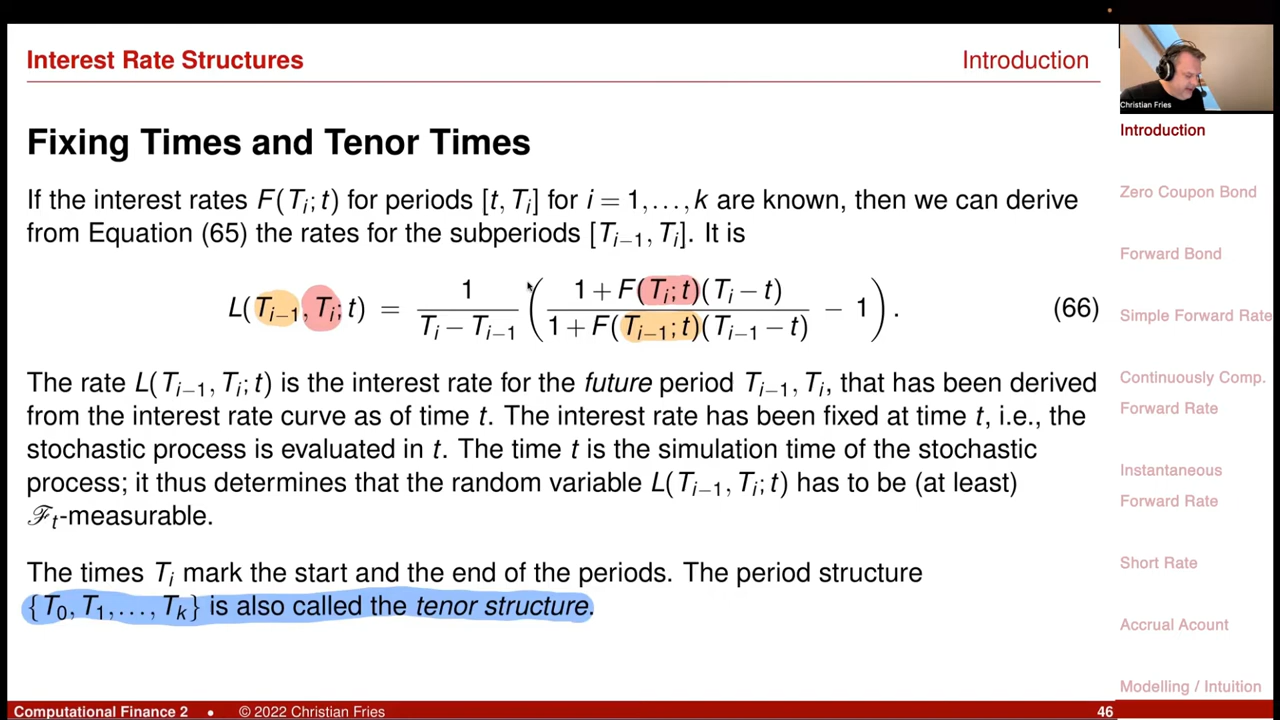 Interest Rate Structures
Introduction
Christian Fries
Fixing Times and Tenor Times
If the interest rates F(T_i; t) for periods [t, T_i] for i = 1, …, k are known, then we can derive
from Equation (65) the rates for the subperiods [T_{i−1}, T_i]. It is
L(T_{i−1}, T_i; t) = \frac{1}{T_i − T_{i−1}} \left( \frac{1 + F(T_i; t)(T_i − t)}{1 + F(T_{i−1}; t)(T_{i−1} − t)} − 1 \right). (66)
The rate L(T_{i−1}, T_i; t) is the interest rate for the future period T_{i−1}, T_i, that has been derived
from the interest rate curve as of time t. The interest rate has been fixed at time t, i.e., the
stochastic process is evaluated in t. The time t is the simulation time of the stochastic
process; it thus determines that the random variable L(T_{i−1}, T_i; t) has to be (at least)
ℱ_t-measurable.
The times T_i mark the start and the end of the periods. The period structure
{T_0, T_1, …, T_k} is also called the tenor structure.
Introduction
Zero Coupon Bond
Forward Bond
Simple Forward Rate
Continuously Comp.
Forward Rate
Instantaneous
Forward Rate
Short Rate
Accrual Acount
Modelling / Intuition
Computational Finance 2 • © 2022 Christian Fries
46